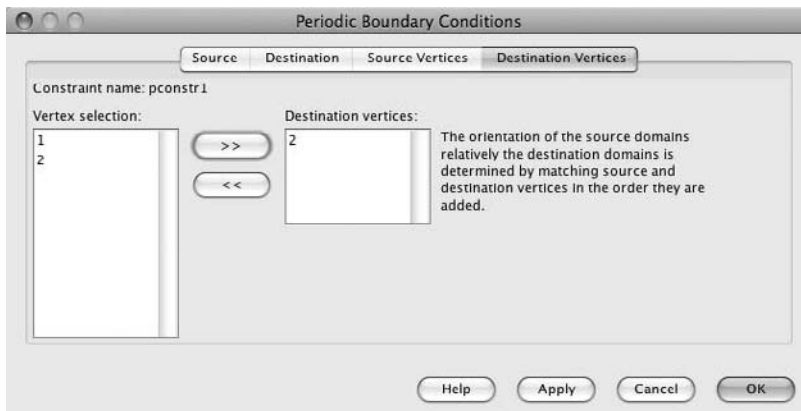 Periodic Boundary Conditions
Source Destination Source Vertices Destination Vertices
Constraint name: pconstr1
Vertex selection:
1
2
>>
<<
Destination vertices:
2
The orientation of the source domains
relatively the destination domains is
determined by matching source and
destination vertices in the order they are
added.
Help Apply Cancel OK